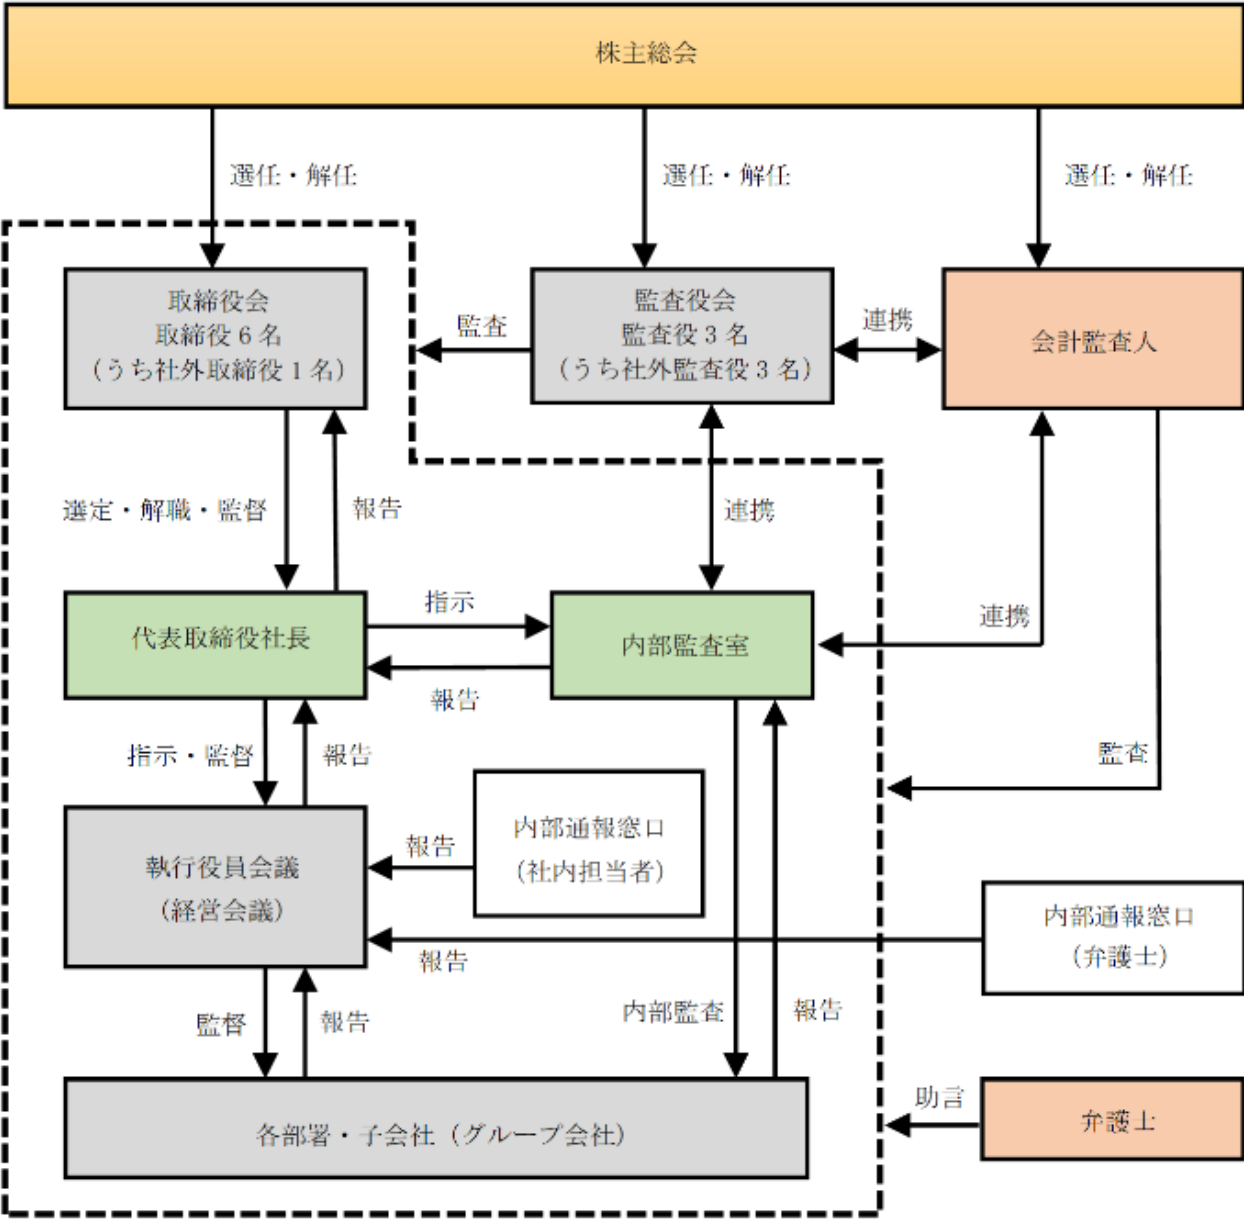 株主総会
選任・解任
選任・解任
選任・解任
取締役会
取締役6名
（うち社外取締役1名）
監査
監査役会
監査役3名
（うち社外監査役3名）
連携
会計監査人
選定・解職・監督
報告
連携
代表取締役社長
指示
報告
内部監査室
連携
指示・監督
報告
監査
執行役員会議
（経営会議）
報告
内部通報窓口
（社内担当者）
報告
内部通報窓口
（弁護士）
監督
報告
内部監査
報告
各部署・子会社（グループ会社）
助言
弁護士